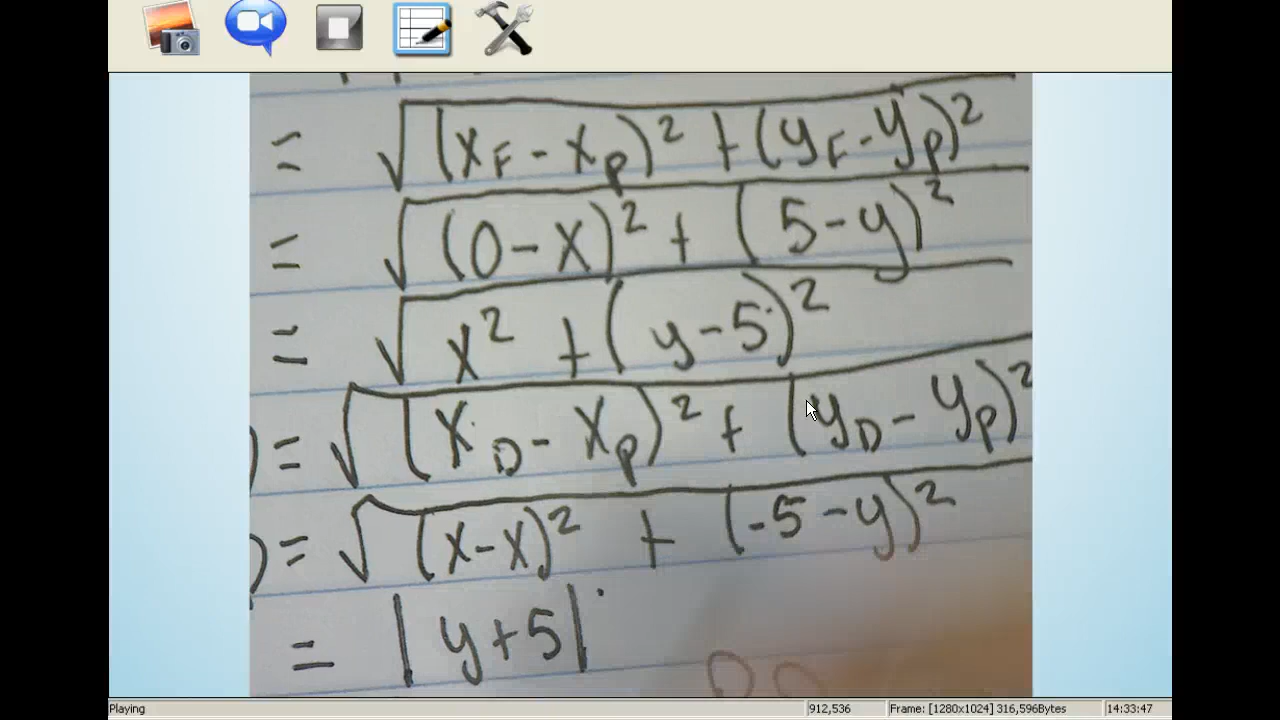 = √(x_F - x_P)² + (y_F - y_P)²
= √(0 - x)² + (5 - y)²
= √x² + (y - 5)²
) = √(x_D - x_P)² + (y_D - y_P)²
) = √(x - x)² + (-5 - y)²
= |y + 5|
Playing
912,536
Frame: [1280x1024] 316,596Bytes
14:33:47